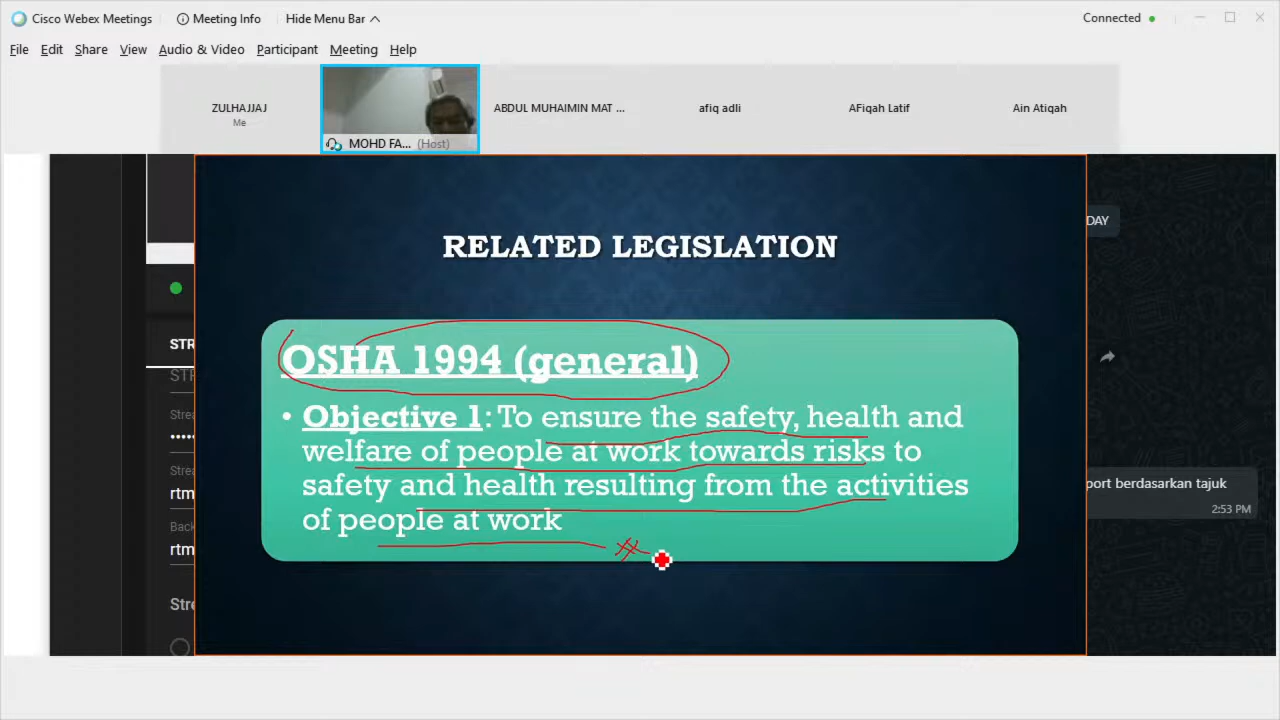 Cisco Webex Meetings
Meeting Info
Hide Menu Bar
Connected
File Edit Share View Audio & Video Participant Meeting Help
ZULHAJJAJ
Me
MOHD FA... (Host)
ABDUL MUHAIMIN MAT ...
afiq adli
AFiqah Latif
Ain Atiqah
DAY
RELATED LEGISLATION
STR
STR
Strea
Strea
rtm
Back
rtm
Stre
OSHA 1994 (general)
• Objective 1: To ensure the safety, health and
welfare of people at work towards risks to
safety and health resulting from the activities
of people at work
port berdasarkan tajuk
2:53 PM